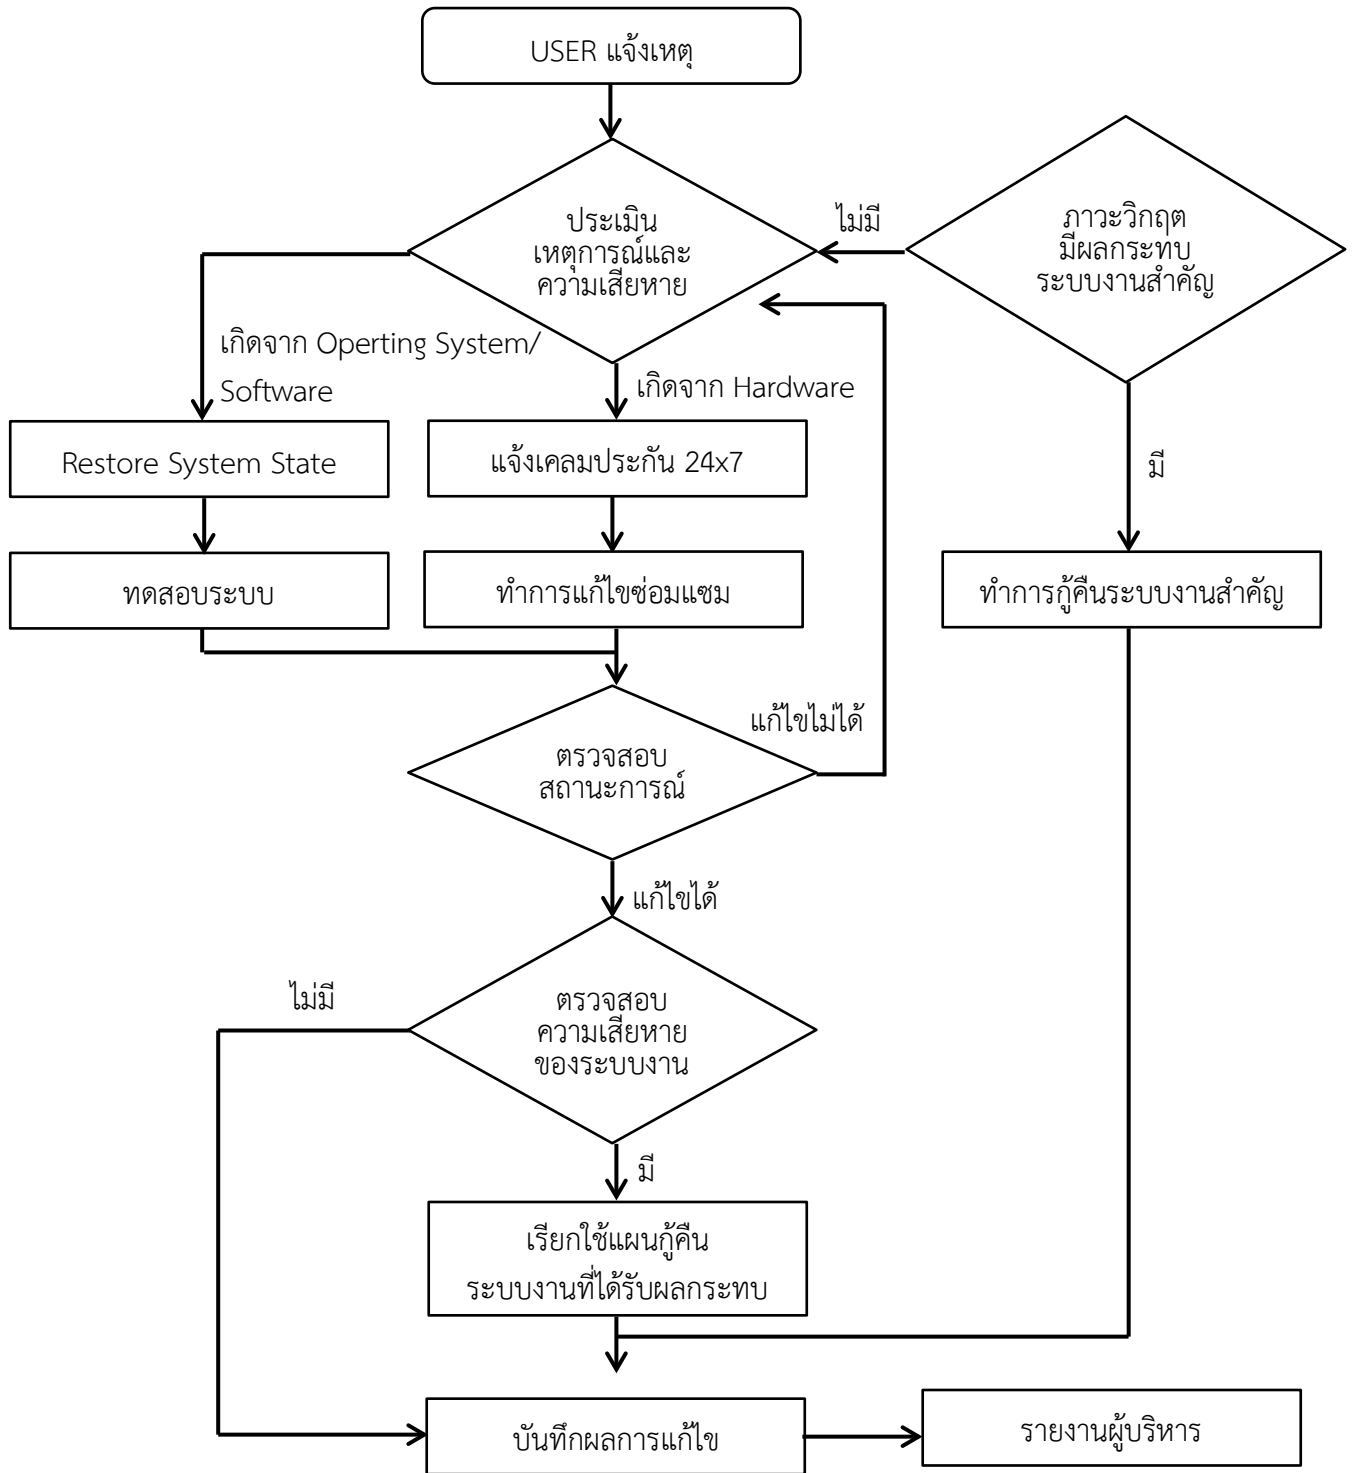 USER แจ้งเหตุ
ประเมิน
เหตุการณ์และ
ความเสียหาย
ไม่มี
ภาวะวิกฤต
มีผลกระทบ
ระบบงานสำคัญ
เกิดจาก Operting System/
Software
เกิดจาก Hardware
Restore System State
แจ้งเคลมประกัน 24x7
มี
ทดสอบระบบ
ทำการแก้ไขซ่อมแซม
ทำการกู้คืนระบบงานสำคัญ
แก้ไขไม่ได้
ตรวจสอบ
สถานะการณ์
แก้ไขได้
ไม่มี
ตรวจสอบ
ความเสียหาย
ของระบบงาน
มี
เรียกใช้แผนกู้คืน
ระบบงานที่ได้รับผลกระทบ
บันทึกผลการแก้ไข
รายงานผู้บริหาร